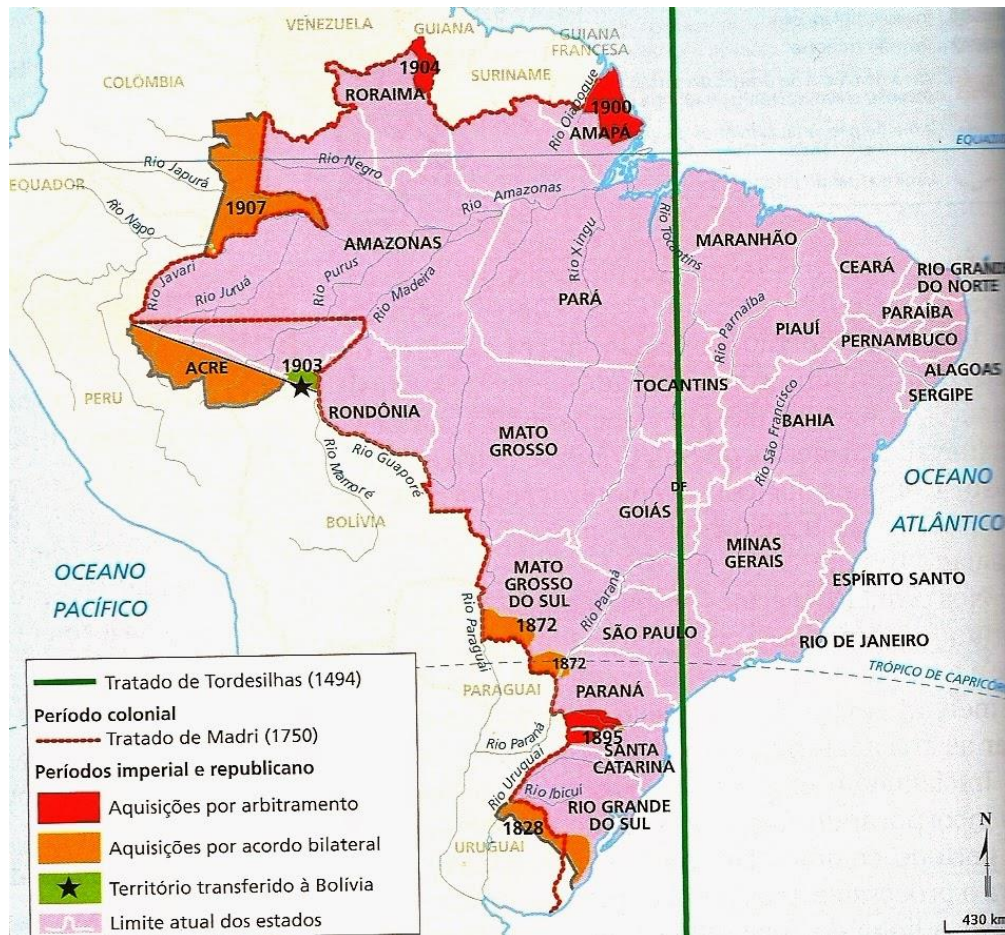 VENEZUELA
GUIANA
GUIANA
FRANCESA
SURINAME
COLÔMBIA
1904
RORAIMA
Rio Oiapoque
1900
AMAPÁ
Rio Japurá
Rio Negro
EQUADOR
Rio Napo
1907
Rio Amazonas
AMAZONAS
Rio Javari
Rio Juruá
Rio Purus
Rio Madeira
Rio Xingu
Rio Tocantins
PARÁ
MARANHÃO
CEARÁ
RIO GRANDE
DO NORTE
Rio Parnaíba
PARAÍBA
PIAUÍ
PERNAMBUCO
ALAGOAS
SERGIPE
ACRE
1903
PERU
RONDÔNIA
TOCANTINS
BAHIA
Rio São Francisco
MATO
GROSSO
Rio Guaporé
Rio Mamoré
BOLÍVIA
DF
GOIÁS
OCEANO
ATLÂNTICO
MINAS
GERAIS
OCEANO
PACÍFICO
MATO
GROSSO
DO SUL
ESPÍRITO SANTO
Rio Paraná
Rio Paraguai
1872
SÃO PAULO
RIO DE JANEIRO
1872
PARAGUAI
PARANÁ
Rio Paraná
1895
SANTA
CATARINA
Rio Uruguai
Rio Ibicuí
RIO GRANDE
DO SUL
1828
URUGUAI
Tratado de Tordesilhas (1494)
Período colonial
Tratado de Madri (1750)
Períodos imperial e republicano
Aquisições por arbitramento
Aquisições por acordo bilateral
Território transferido à Bolívia
Limite atual dos estados
N
430 km